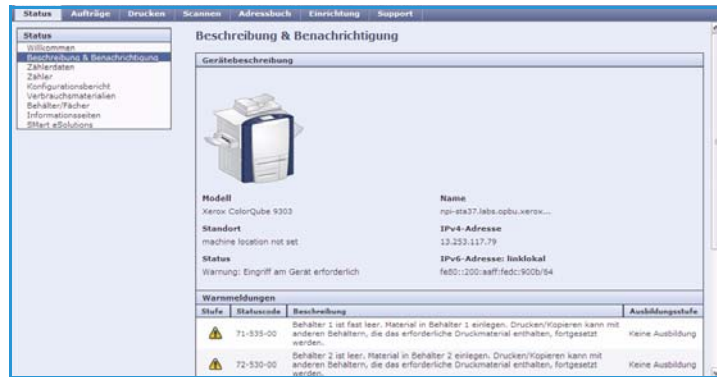 Status Aufträge Drucken Scannen Adressbuch Einrichtung Support
Status
Willkommen
Beschreibung & Benachrichtigung
Zählerdaten
Zähler
Konfigurationsbericht
Verbrauchsmaterialien
Behälter/Fächer
Informationsseiten
SMart eSolutions
Beschreibung & Benachrichtigung
Gerätebeschreibung
Modell
Xerox ColorQube 9303
Name
npi-sta37.labs.opbu.xerox...
Standort
machine location not set
IPv4-Adresse
13.253.117.79
Status
Warnung: Eingriff am Gerät erforderlich
IPv6-Adresse: linklokal
fe80::200:aaff:fedc:900b/64
Warnmeldungen
Stufe Statuscode Beschreibung Ausbildungsstufe
71-535-00
Behälter 1 ist fast leer. Material in Behälter 1 einlegen. Drucken/Kopieren kann mit
anderen Behältern, die das erforderliche Druckmaterial enthalten, fortgesetzt
werden.
Keine Ausbildung
72-530-00
Behälter 2 ist leer. Material in Behälter 2 einlegen. Drucken/Kopieren kann mit
anderen Behältern, die das erforderliche Druckmaterial enthalten, fortgesetzt
werden.
Keine Ausbildung